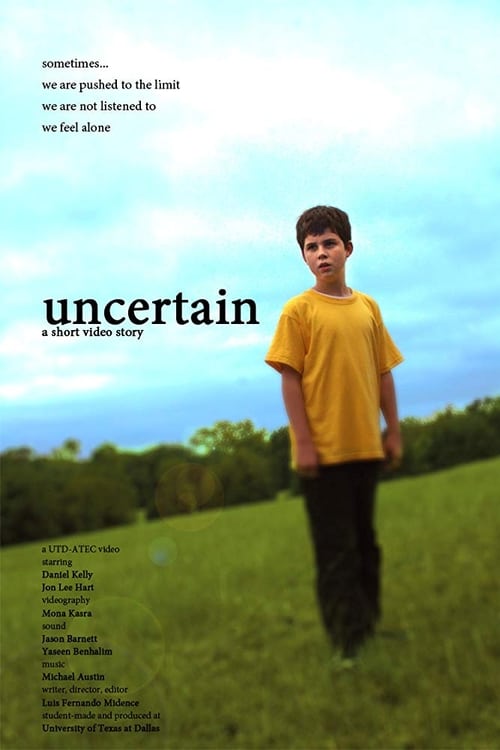 sometimes...
we are pushed to the limit
we are not listened to
we feel alone
uncertain
a short video story
a UTD-ATEC video
starring
Daniel Kelly
Jon Lee Hart
videography
Mona Kasra
sound
Jason Barnett
Yaseen Benhalim
music
Michael Austin
writer, director, editor
Luis Fernando Midence
student-made and produced at
University of Texas at Dallas